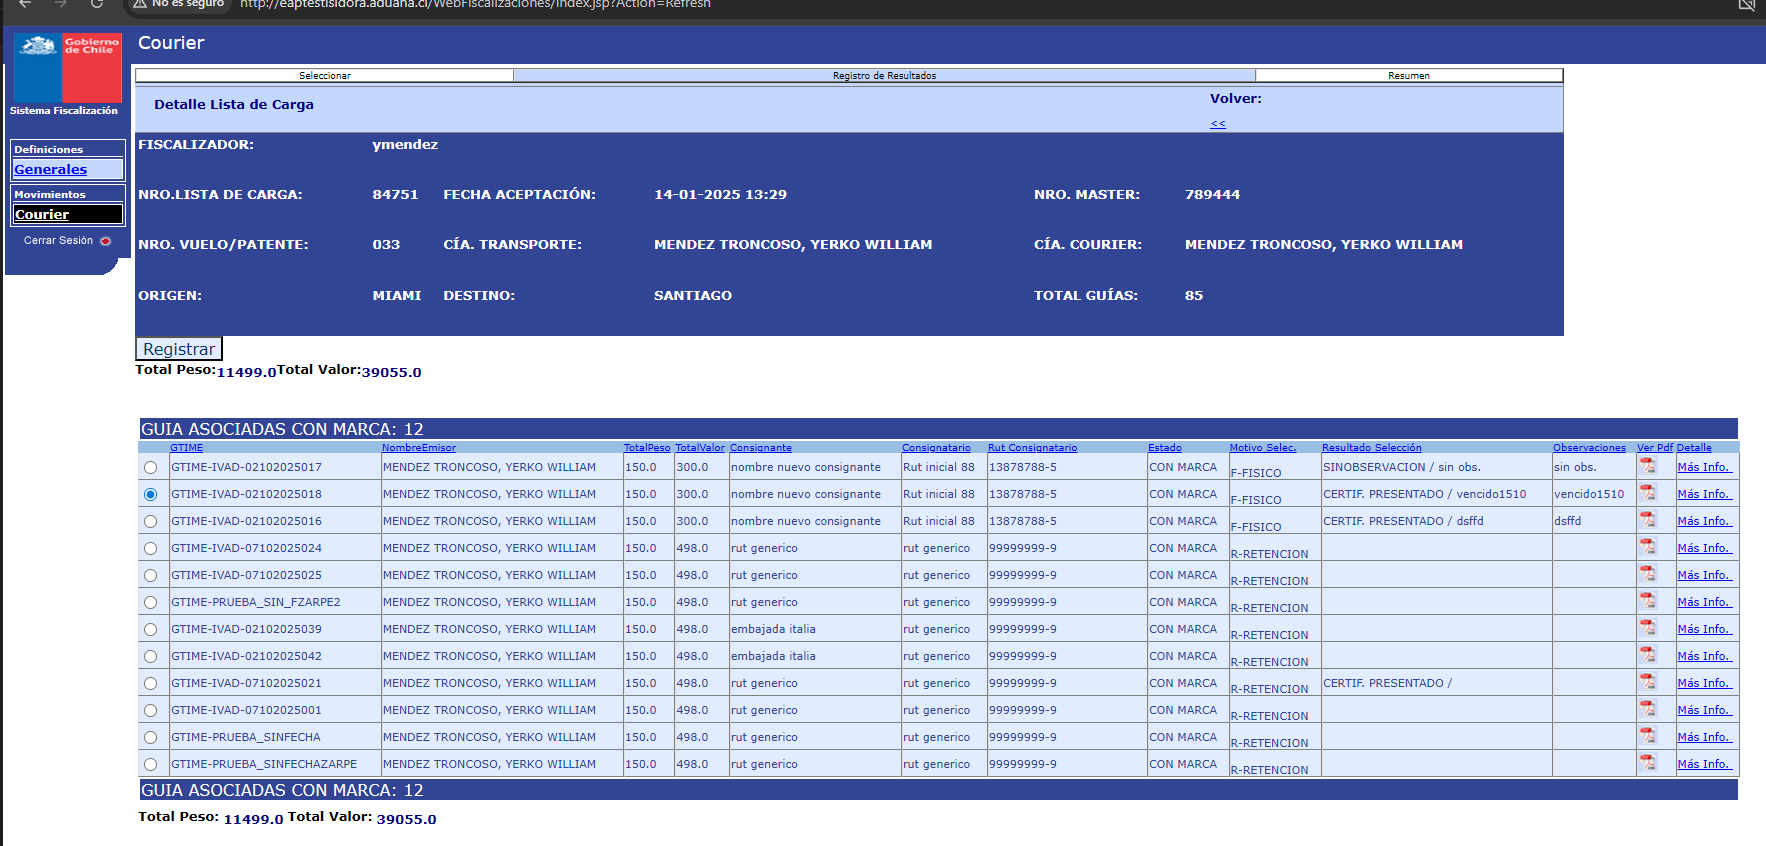 No es seguro http://eaptestisidora.aduana.cl/WebFiscalizaciones/index.jsp?Action=Refresh
Gobierno de Chile
Sistema Fiscalización
Definiciones
Generales
Movimientos
Courier
Cerrar Sesión
Courier
Seleccionar Registro de Resultados Resumen
Detalle Lista de Carga Volver:
<<
FISCALIZADOR: ymendez
NRO.LISTA DE CARGA: 84751 FECHA ACEPTACIÓN: 14-01-2025 13:29 NRO. MASTER: 789444
NRO. VUELO/PATENTE: 033 CÍA. TRANSPORTE: MENDEZ TRONCOSO, YERKO WILLIAM CÍA. COURIER: MENDEZ TRONCOSO, YERKO WILLIAM
ORIGEN: MIAMI DESTINO: SANTIAGO TOTAL GUÍAS: 85
Registrar
Total Peso:11499.0Total Valor:39055.0
GUIA ASOCIADAS CON MARCA: 12
GTIME NombreEmisor TotalPeso TotalValor Consignante Consignatario Rut Consignatario Estado Motivo Selec. Resultado Selección Observaciones Ver Pdf Detalle
GTIME-IVAD-02102025017 MENDEZ TRONCOSO, YERKO WILLIAM 150.0 300.0 nombre nuevo consignante Rut inicial 88 13878788-5 CON MARCA F-FISICO SINOBSERVACION / sin obs. sin obs. Más Info.
GTIME-IVAD-02102025018 MENDEZ TRONCOSO, YERKO WILLIAM 150.0 300.0 nombre nuevo consignante Rut inicial 88 13878788-5 CON MARCA F-FISICO CERTIF. PRESENTADO / vencido1510 vencido1510 Más Info.
GTIME-IVAD-02102025016 MENDEZ TRONCOSO, YERKO WILLIAM 150.0 300.0 nombre nuevo consignante Rut inicial 88 13878788-5 CON MARCA F-FISICO CERTIF. PRESENTADO / dsffd dsffd Más Info.
GTIME-IVAD-07102025024 MENDEZ TRONCOSO, YERKO WILLIAM 150.0 498.0 rut generico rut generico 99999999-9 CON MARCA R-RETENCION Más Info.
GTIME-IVAD-07102025025 MENDEZ TRONCOSO, YERKO WILLIAM 150.0 498.0 rut generico rut generico 99999999-9 CON MARCA R-RETENCION Más Info.
GTIME-PRUEBA_SIN_FZARPE2 MENDEZ TRONCOSO, YERKO WILLIAM 150.0 498.0 rut generico rut generico 99999999-9 CON MARCA R-RETENCION Más Info.
GTIME-IVAD-02102025039 MENDEZ TRONCOSO, YERKO WILLIAM 150.0 498.0 embajada italia rut generico 99999999-9 CON MARCA R-RETENCION Más Info.
GTIME-IVAD-02102025042 MENDEZ TRONCOSO, YERKO WILLIAM 150.0 498.0 embajada italia rut generico 99999999-9 CON MARCA R-RETENCION Más Info.
GTIME-IVAD-07102025021 MENDEZ TRONCOSO, YERKO WILLIAM 150.0 498.0 rut generico rut generico 99999999-9 CON MARCA R-RETENCION CERTIF. PRESENTADO / Más Info.
GTIME-IVAD-07102025001 MENDEZ TRONCOSO, YERKO WILLIAM 150.0 498.0 rut generico rut generico 99999999-9 CON MARCA R-RETENCION Más Info.
GTIME-PRUEBA_SINFECHA MENDEZ TRONCOSO, YERKO WILLIAM 150.0 498.0 rut generico rut generico 99999999-9 CON MARCA R-RETENCION Más Info.
GTIME-PRUEBA_SINFECHAZARPE MENDEZ TRONCOSO, YERKO WILLIAM 150.0 498.0 rut generico rut generico 99999999-9 CON MARCA R-RETENCION Más Info.
GUIA ASOCIADAS CON MARCA: 12
Total Peso: 11499.0 Total Valor: 39055.0